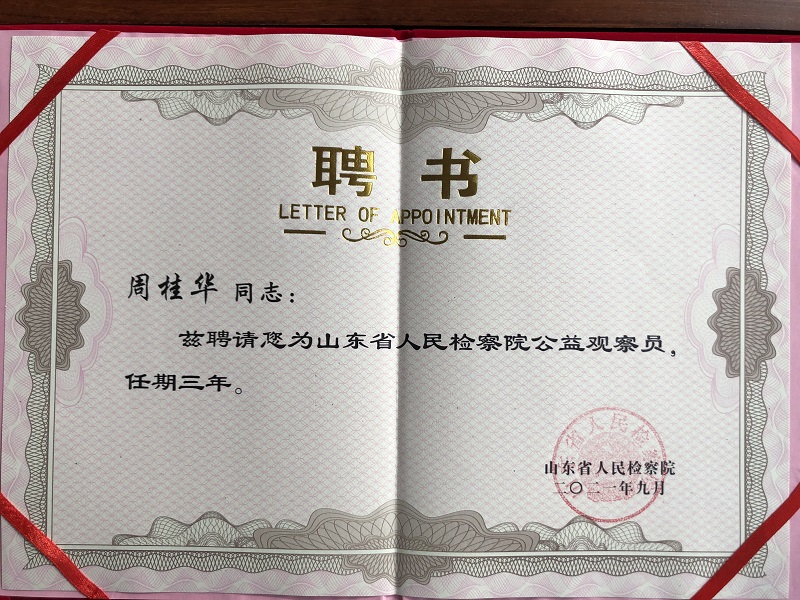 聘书
LETTER OF APPOINTMENT
周桂华 同志：
兹聘请您为山东省人民检察院公益观察员，
任期三年。
山东省人民检察院
二〇二一年九月